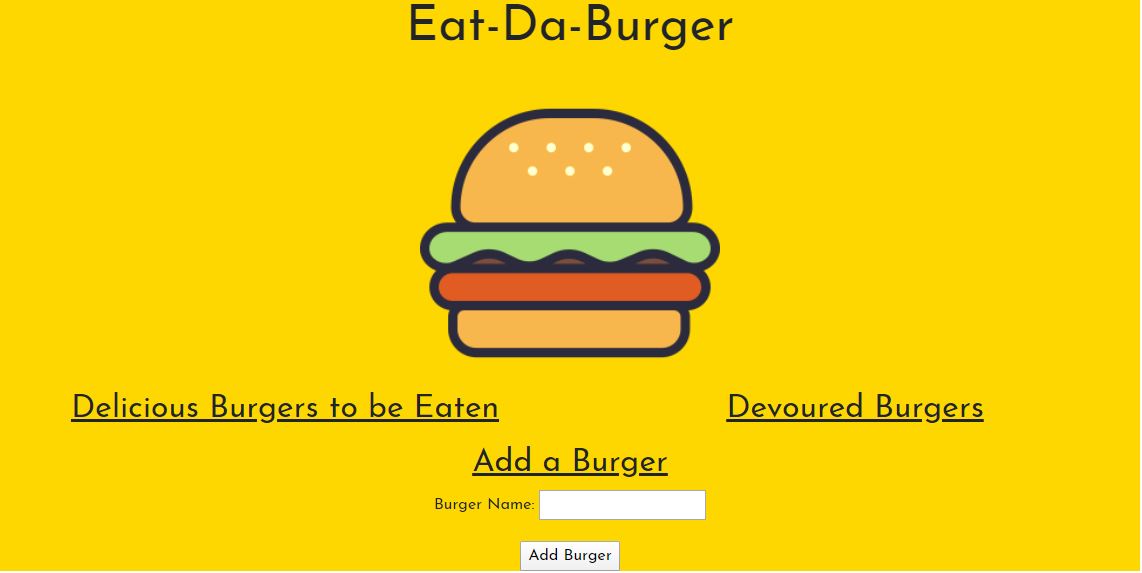 Eat-Da-Burger
Delicious Burgers to be Eaten
Devoured Burgers
Add a Burger
Burger Name:
Add Burger